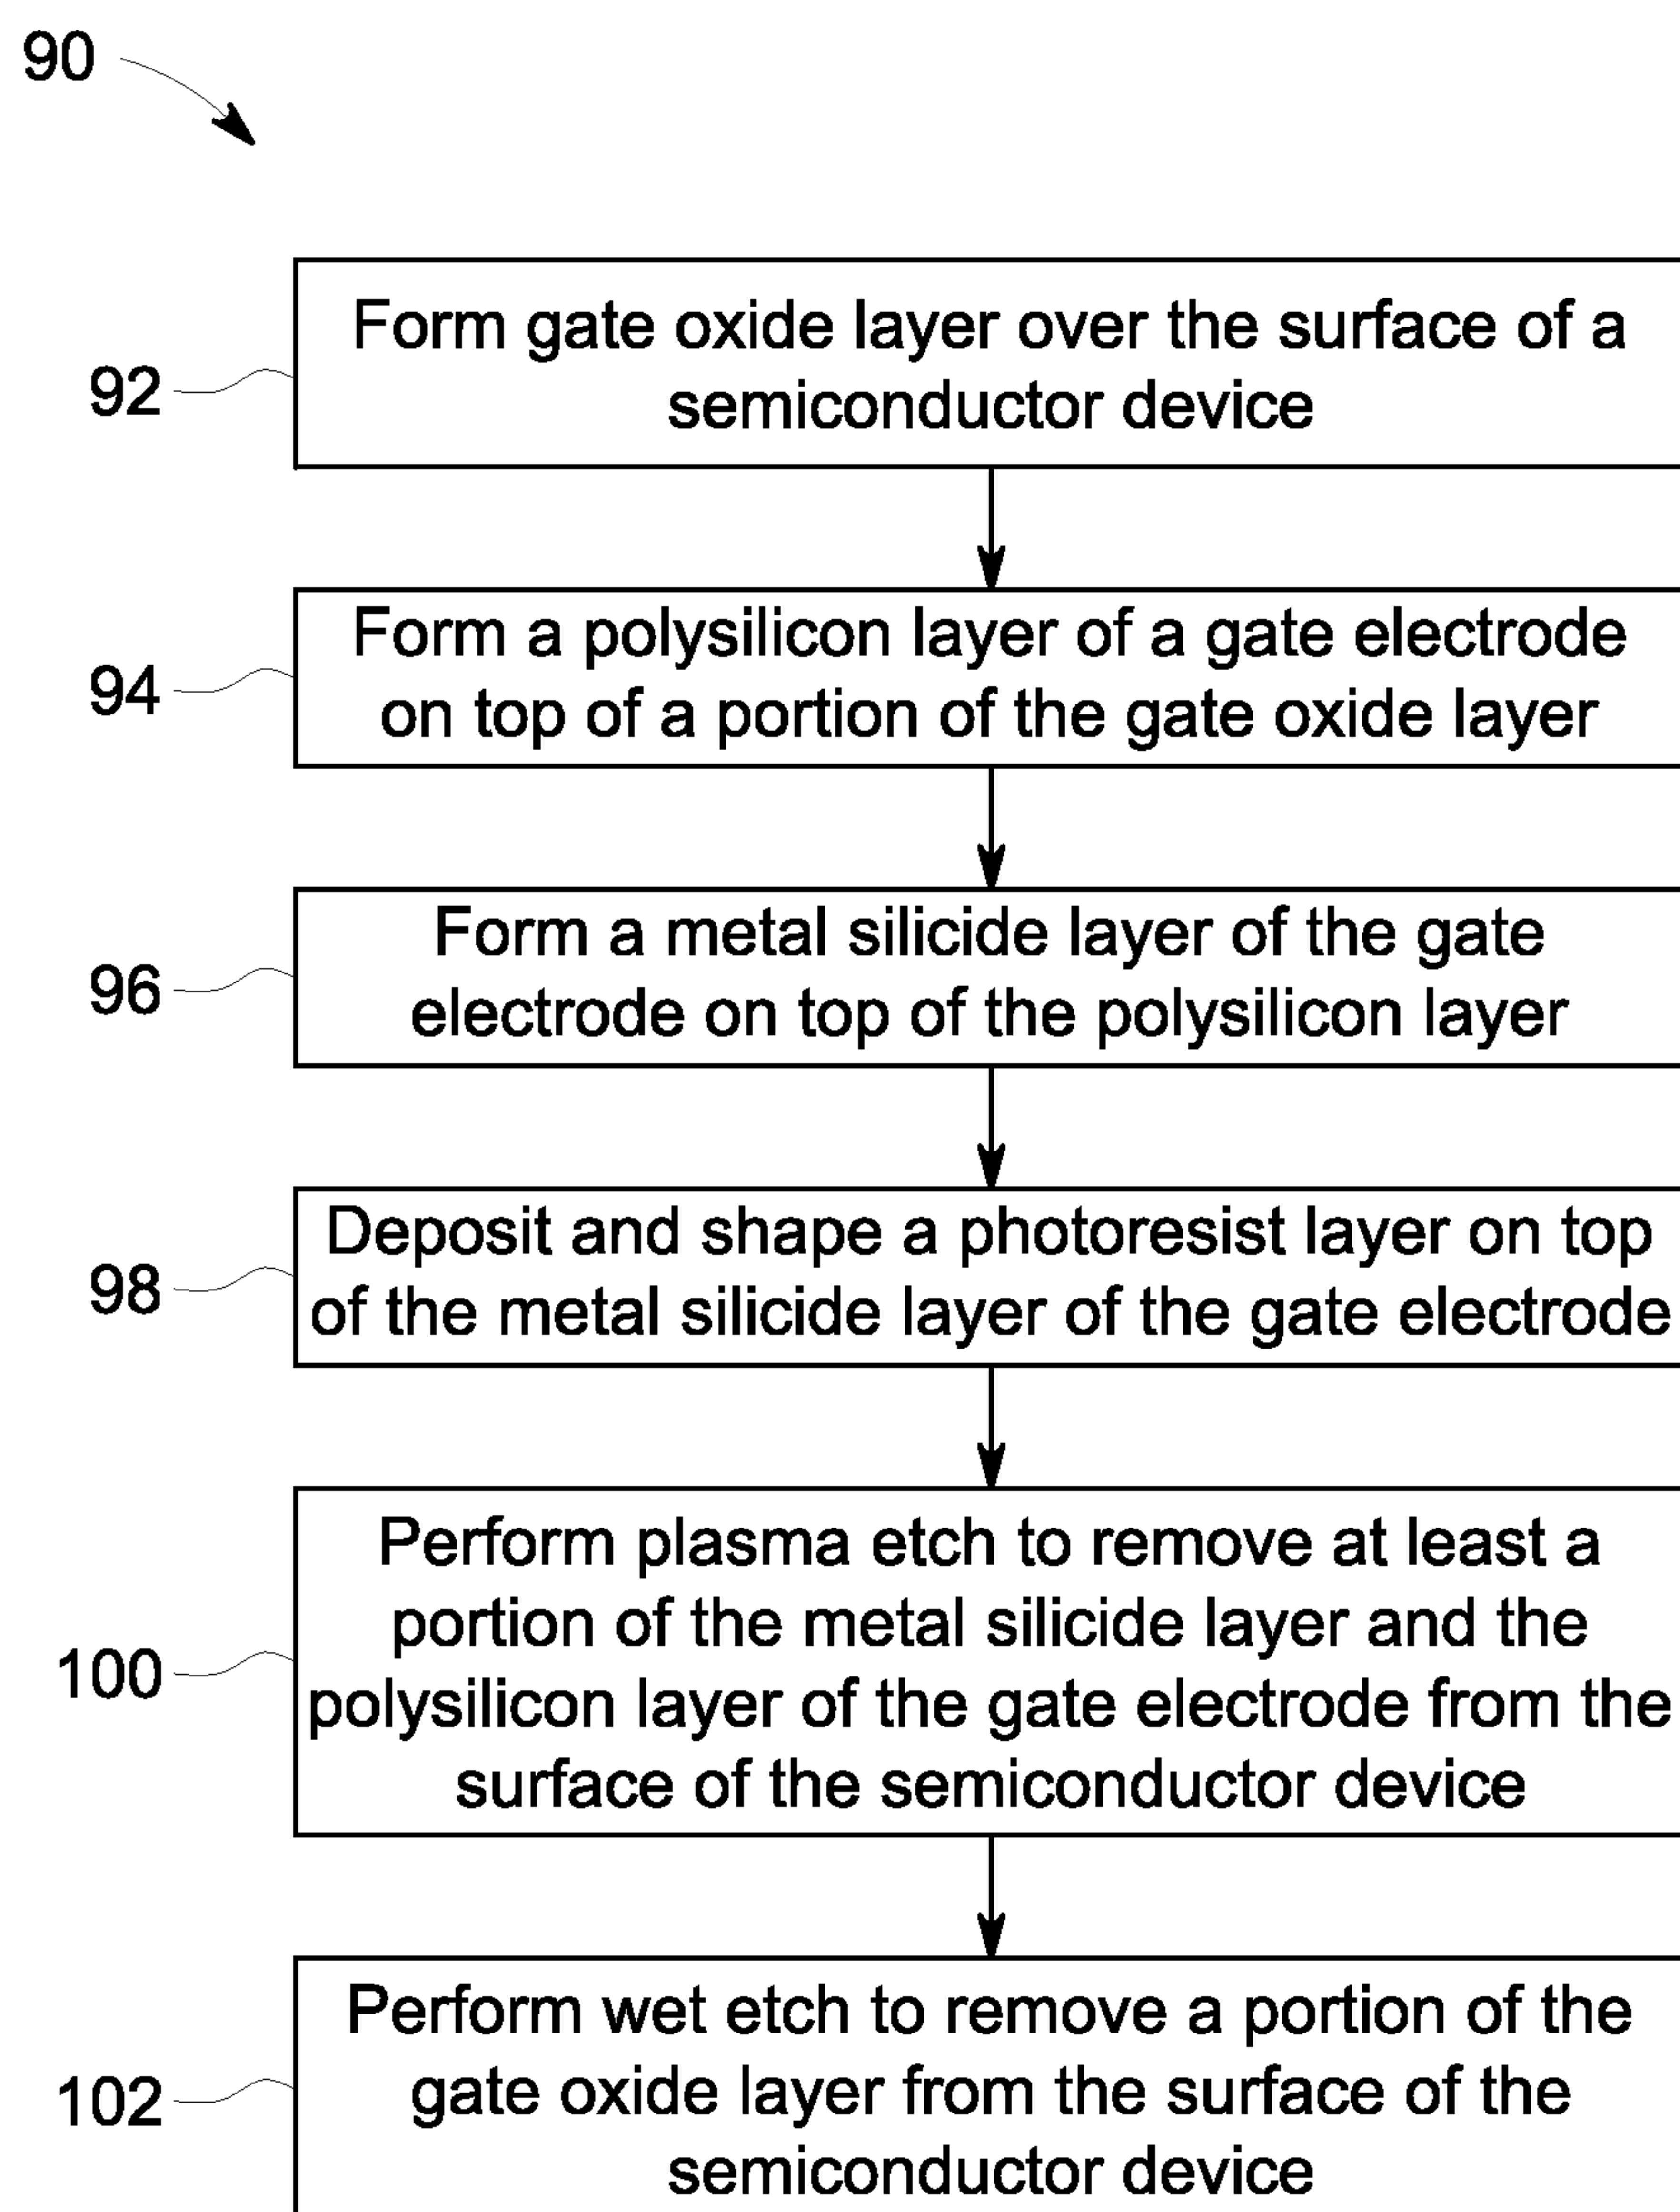 90
Form gate oxide layer over the surface of a
semiconductor device
92
Form a polysilicon layer of a gate electrode
on top of a portion of the gate oxide layer
94
Form a metal silicide layer of the gate
electrode on top of the polysilicon layer
96
Deposit and shape a photoresist layer on top
of the metal silicide layer of the gate electrode
98
Perform plasma etch to remove at least a
portion of the metal silicide layer and the
polysilicon layer of the gate electrode from the
surface of the semiconductor device
100
Perform wet etch to remove a portion of the
gate oxide layer from the surface of the
semiconductor device
102